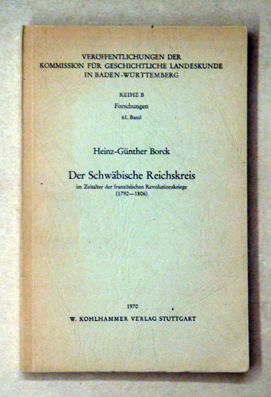 VERÖFFENTLICHUNGEN DER
KOMMISSION FÜR GESCHICHTLICHE LANDESKUNDE
IN BADEN-WÜRTTEMBERG
REIHE B
Forschungen
61. Band
Heinz-Günther Borck
Der Schwäbische Reichskreis
im Zeitalter der französischen Revolutionskriege
(1792—1806)
1970
W. KOHLHAMMER VERLAG STUTTGART